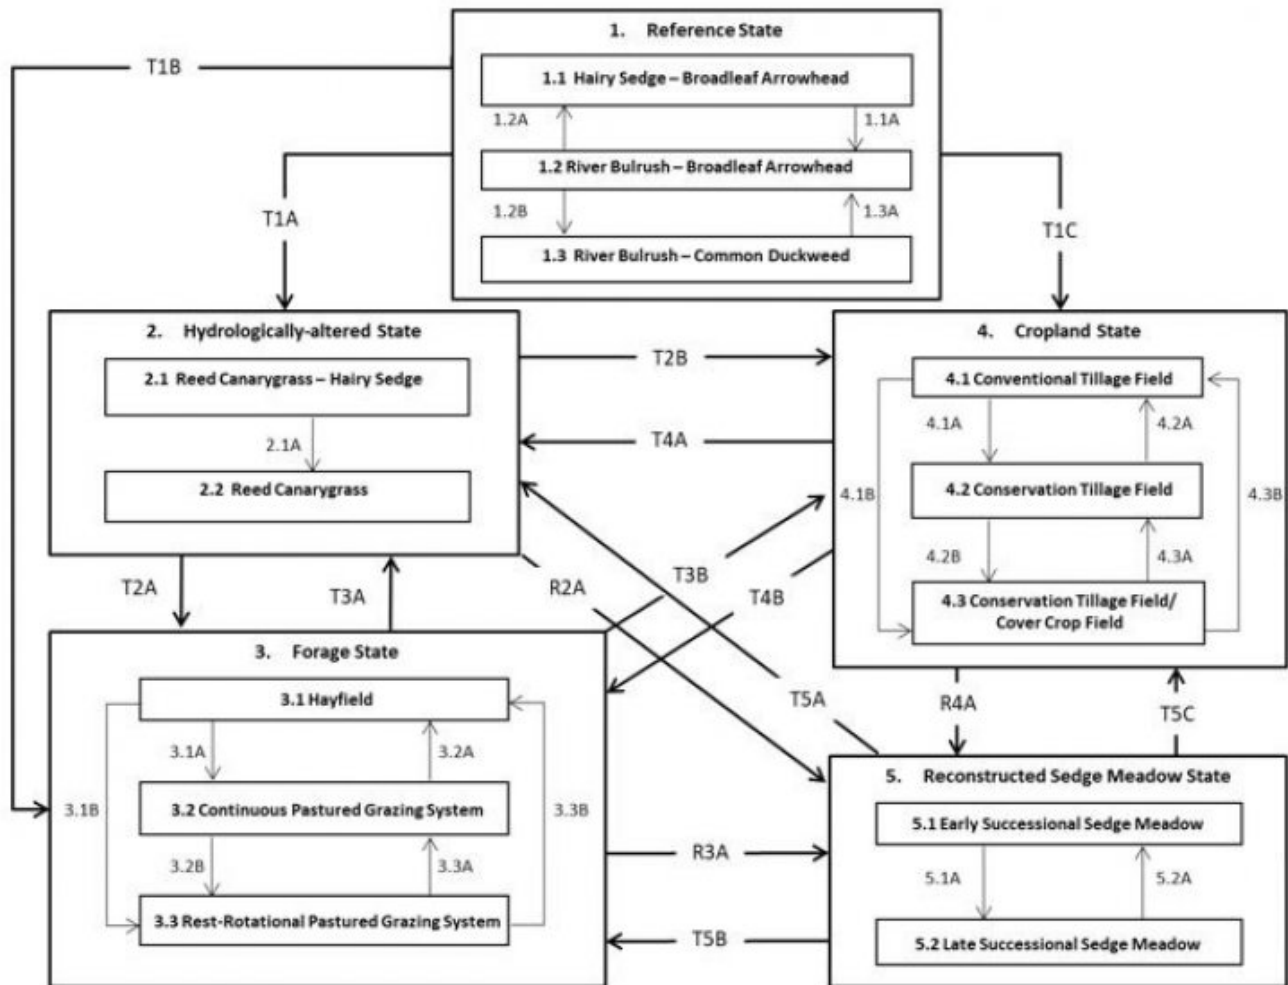 1. Reference State
T1B
1.1 Hairy Sedge – Broadleaf Arrowhead
1.2A
1.1A
1.2 River Bulrush – Broadleaf Arrowhead
1.2B
1.3A
T1A
T1C
1.3 River Bulrush – Common Duckweed
2. Hydrologically-altered State
2.1 Reed Canarygrass – Hairy Sedge
2.1A
2.2 Reed Canarygrass
T2B
T4A
4. Cropland State
4.1 Conventional Tillage Field
4.1A
4.2A
4.2 Conservation Tillage Field
4.1B
4.3B
4.2B
4.3A
4.3 Conservation Tillage Field/
Cover Crop Field
T2A
T3A
R2A
T3B
T4B
T5A
R4A
T5C
3. Forage State
3.1 Hayfield
3.1A
3.2A
3.1B
3.3B
3.2 Continuous Pastured Grazing System
3.2B
3.3A
3.3 Rest-Rotational Pastured Grazing System
R3A
T5B
5. Reconstructed Sedge Meadow State
5.1 Early Successional Sedge Meadow
5.1A
5.2A
5.2 Late Successional Sedge Meadow